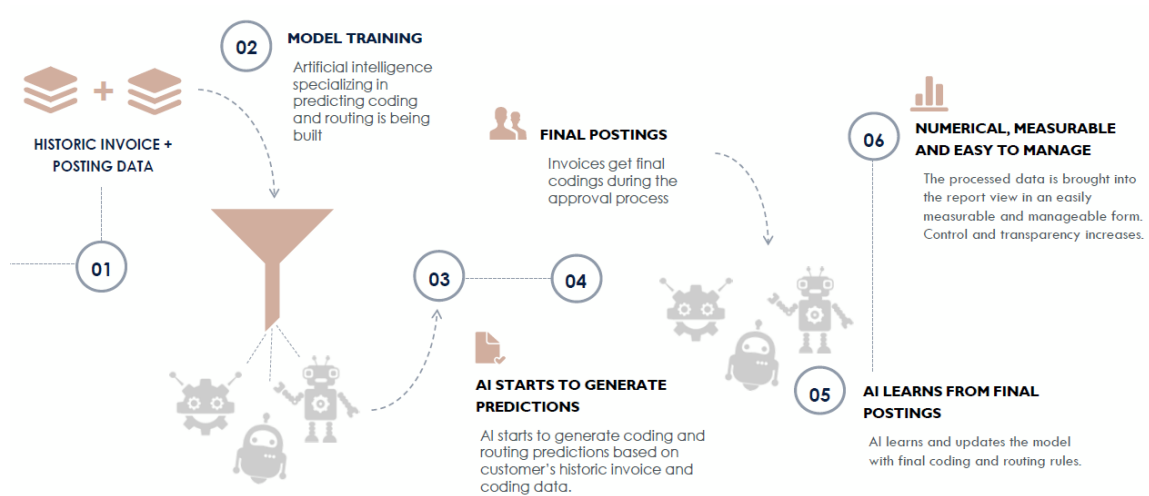 HISTORIC INVOICE +
POSTING DATA
01
02
MODEL TRAINING
Artificial intelligence
specializing in
predicting coding
and routing is being
built
03
AI STARTS TO GENERATE
PREDICTIONS
AI starts to generate coding and
routing predictions based on
customer's historic invoice and
coding data.
04
FINAL POSTINGS
Invoices get final
codings during the
approval process
05
AI LEARNS FROM FINAL
POSTINGS
AI learns and updates the model
with final coding and routing rules.
06
NUMERICAL, MEASURABLE
AND EASY TO MANAGE
The processed data is brought into
the report view in an easily
measurable and manageable form.
Control and transparency increases.